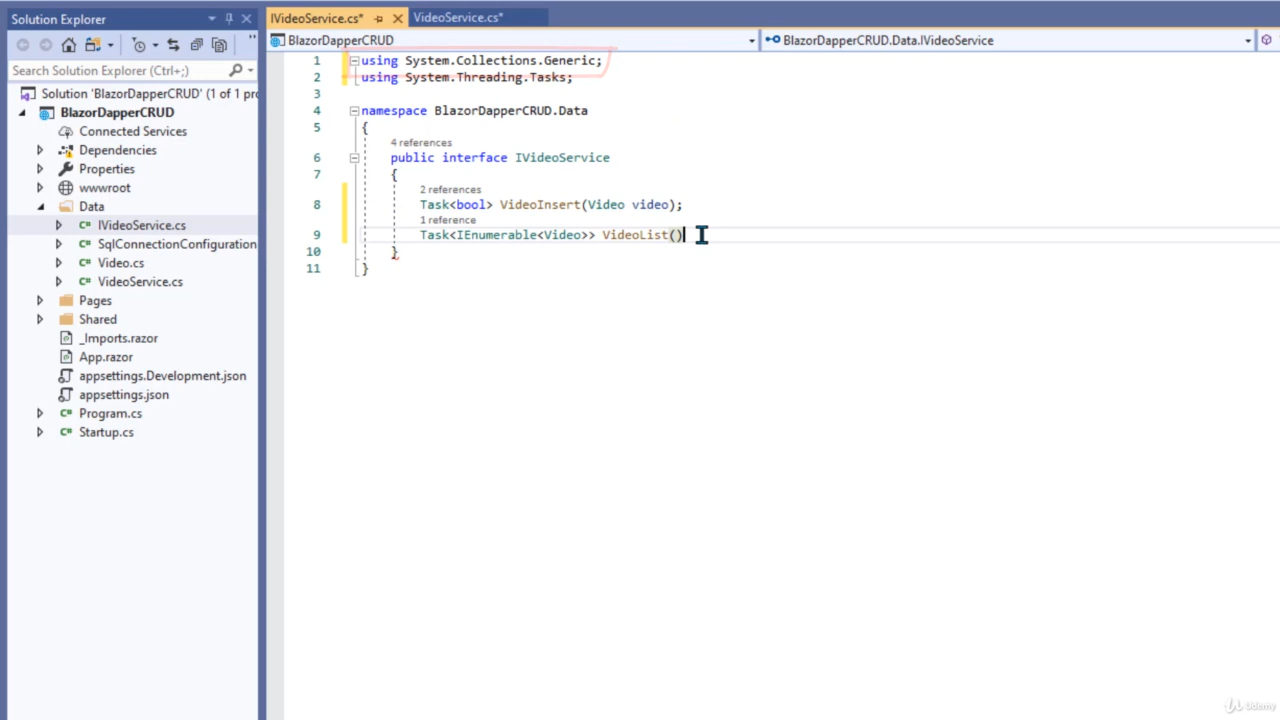 Solution Explorer
IVideoService.cs*
VideoService.cs*
BlazorDapperCRUD
BlazorDapperCRUD.Data.IVideoService
Search Solution Explorer (Ctrl+;)
Solution 'BlazorDapperCRUD' (1 of 1 pro
BlazorDapperCRUD
Connected Services
Dependencies
Properties
wwwroot
Data
IVideoService.cs
SqlConnectionConfiguration
Video.cs
VideoService.cs
Pages
Shared
_Imports.razor
App.razor
appsettings.Development.json
appsettings.json
Program.cs
Startup.cs
1 using System.Collections.Generic;
2 using System.Threading.Tasks;
3
4 namespace BlazorDapperCRUD.Data
5 {
4 references
6 public interface IVideoService
7 {
2 references
8 Task<bool> VideoInsert(Video video);
1 reference
9 Task<IEnumerable<Video>> VideoList()
10 }
11 }
Udemy